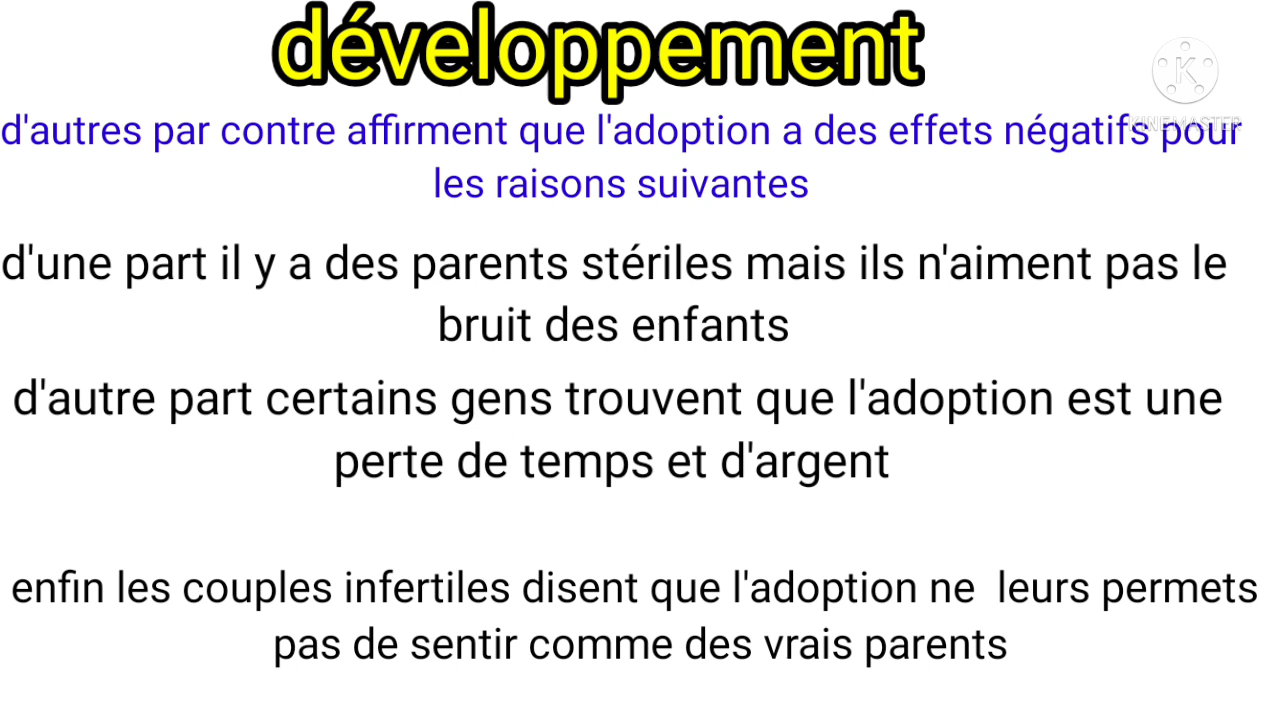 développement
KINEMASTER
d'autres par contre affirment que l'adoption a des effets négatifs pour
les raisons suivantes
d'une part il y a des parents stériles mais ils n'aiment pas le
bruit des enfants
d'autre part certains gens trouvent que l'adoption est une
perte de temps et d'argent
enfin les couples infertiles disent que l'adoption ne leurs permets
pas de sentir comme des vrais parents